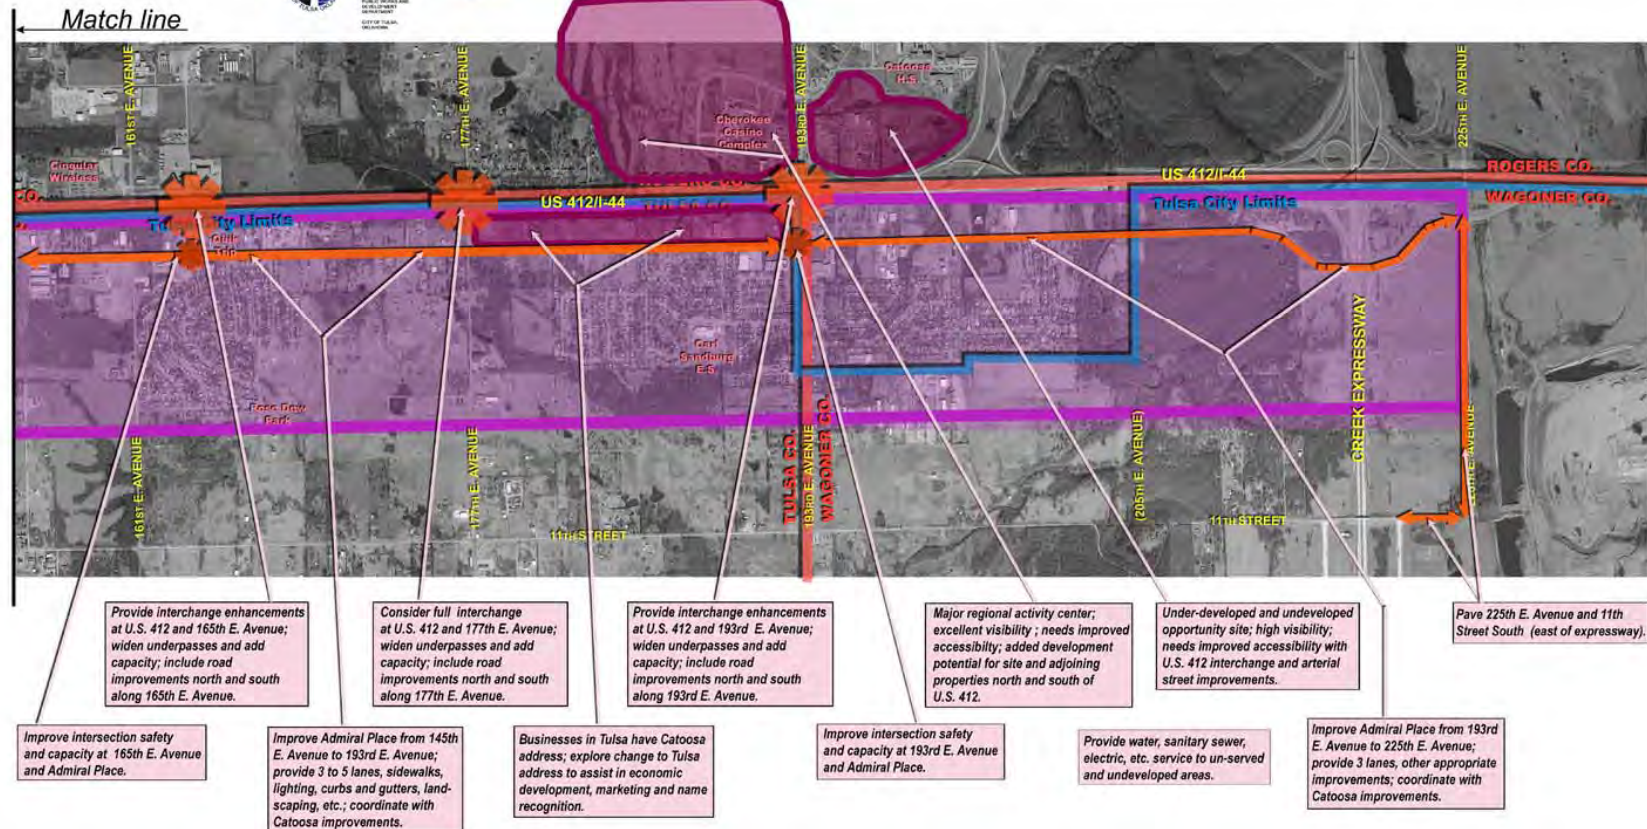 Match line
CITY OF TULSA,
OKLAHOMA
161ST E. AVENUE
177TH E. AVENUE
193RD E. AVENUE
225TH E. AVENUE
Catoosa
H.S.
Cherokee
Casino
Complex
Cingular
Wireless
CO.
US 412/I-44
US 412/I-44
ROGERS CO.
WAGONER CO.
City Limits
Tulsa City Limits
Trip
Carl
Sandburg
E.S.
Park
CREEK EXPRESSWAY
161ST E. AVENUE
177TH E. AVENUE
TULSA CO.
193RD E. AVENUE
WAGONER CO.
(205TH E. AVENUE)
E. AVENUE
11TH STREET
11TH STREET
Provide interchange enhancements
at U.S. 412 and 165th E. Avenue;
widen underpasses and add
capacity; include road
improvements north and south
along 165th E. Avenue.
Consider full interchange
at U.S. 412 and 177th E. Avenue;
widen underpasses and add
capacity; include road
improvements north and south
along 177th E. Avenue.
Provide interchange enhancements
at U.S. 412 and 193rd E. Avenue;
widen underpasses and add
capacity; include road
improvements north and south
along 193rd E. Avenue.
Major regional activity center;
excellent visibility ; needs improved
accessibilty; added development
potential for site and adjoining
properties north and south of
U.S. 412.
Under-developed and undeveloped
opportunity site; high visibility;
needs improved accessibility with
U.S. 412 interchange and arterial
street improvements.
Pave 225th E. Avenue and 11th
Street South (east of expressway).
Improve intersection safety
and capacity at 165th E. Avenue
and Admiral Place.
Improve Admiral Place from 145th
E. Avenue to 193rd E. Avenue;
provide 3 to 5 lanes, sidewalks,
lighting, curbs and gutters, land-
scaping, etc.; coordinate with
Catoosa improvements.
Businesses in Tulsa have Catoosa
address; explore change to Tulsa
address to assist in economic
development, marketing and name
recognition.
Improve intersection safety
and capacity at 193rd E. Avenue
and Admiral Place.
Provide water, sanitary sewer,
electric, etc. service to un-served
and undeveloped areas.
Improve Admiral Place from 193rd
E. Avenue to 225th E. Avenue;
provide 3 lanes, other appropriate
improvements; coordinate with
Catoosa improvements.